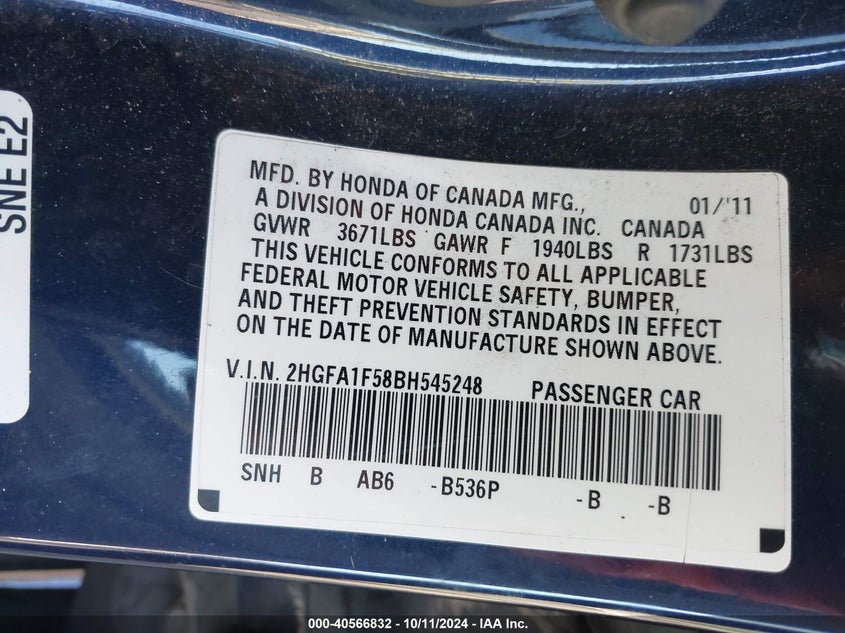 SNE E2
MFD. BY HONDA OF CANADA MFG., 01/'11
A DIVISION OF HONDA CANADA INC. CANADA
GVWR 3671LBS GAWR F 1940LBS R 1731LBS
THIS VEHICLE CONFORMS TO ALL APPLICABLE
FEDERAL MOTOR VEHICLE SAFETY, BUMPER,
AND THEFT PREVENTION STANDARDS IN EFFECT
ON THE DATE OF MANUFACTURE SHOWN ABOVE.
V.I.N. 2HGFA1F58BH545248 PASSENGER CAR
SNH B AB6 -B536P -B -B
000-40566832 - 10/11/2024 - IAA Inc.